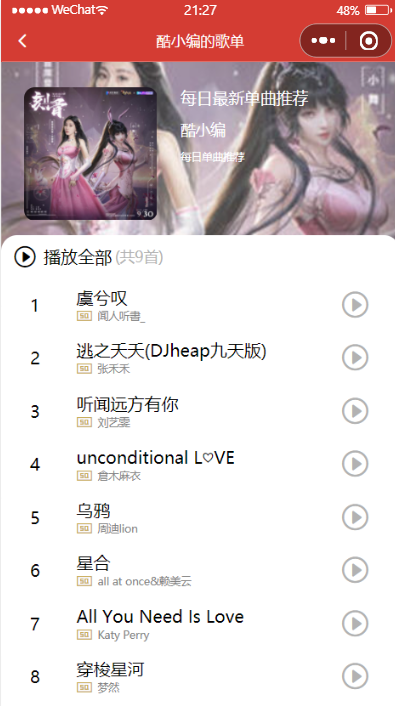 WeChat
21:27
48%
酷小编的歌单
刻音
小舞
9 30
每日最新单曲推荐
酷小编
每日单曲推荐
播放全部(共9首)
1
虞兮叹
SQ 闻人听書_
2
逃之夭夭(DJheap九天版)
SQ 张禾禾
3
听闻远方有你
SQ 刘艺雯
4
unconditional L♡VE
SQ 倉木麻衣
5
乌鸦
SQ 周迪lion
6
星合
SQ all at once&赖美云
7
All You Need Is Love
SQ Katy Perry
8
穿梭星河
SQ 梦然